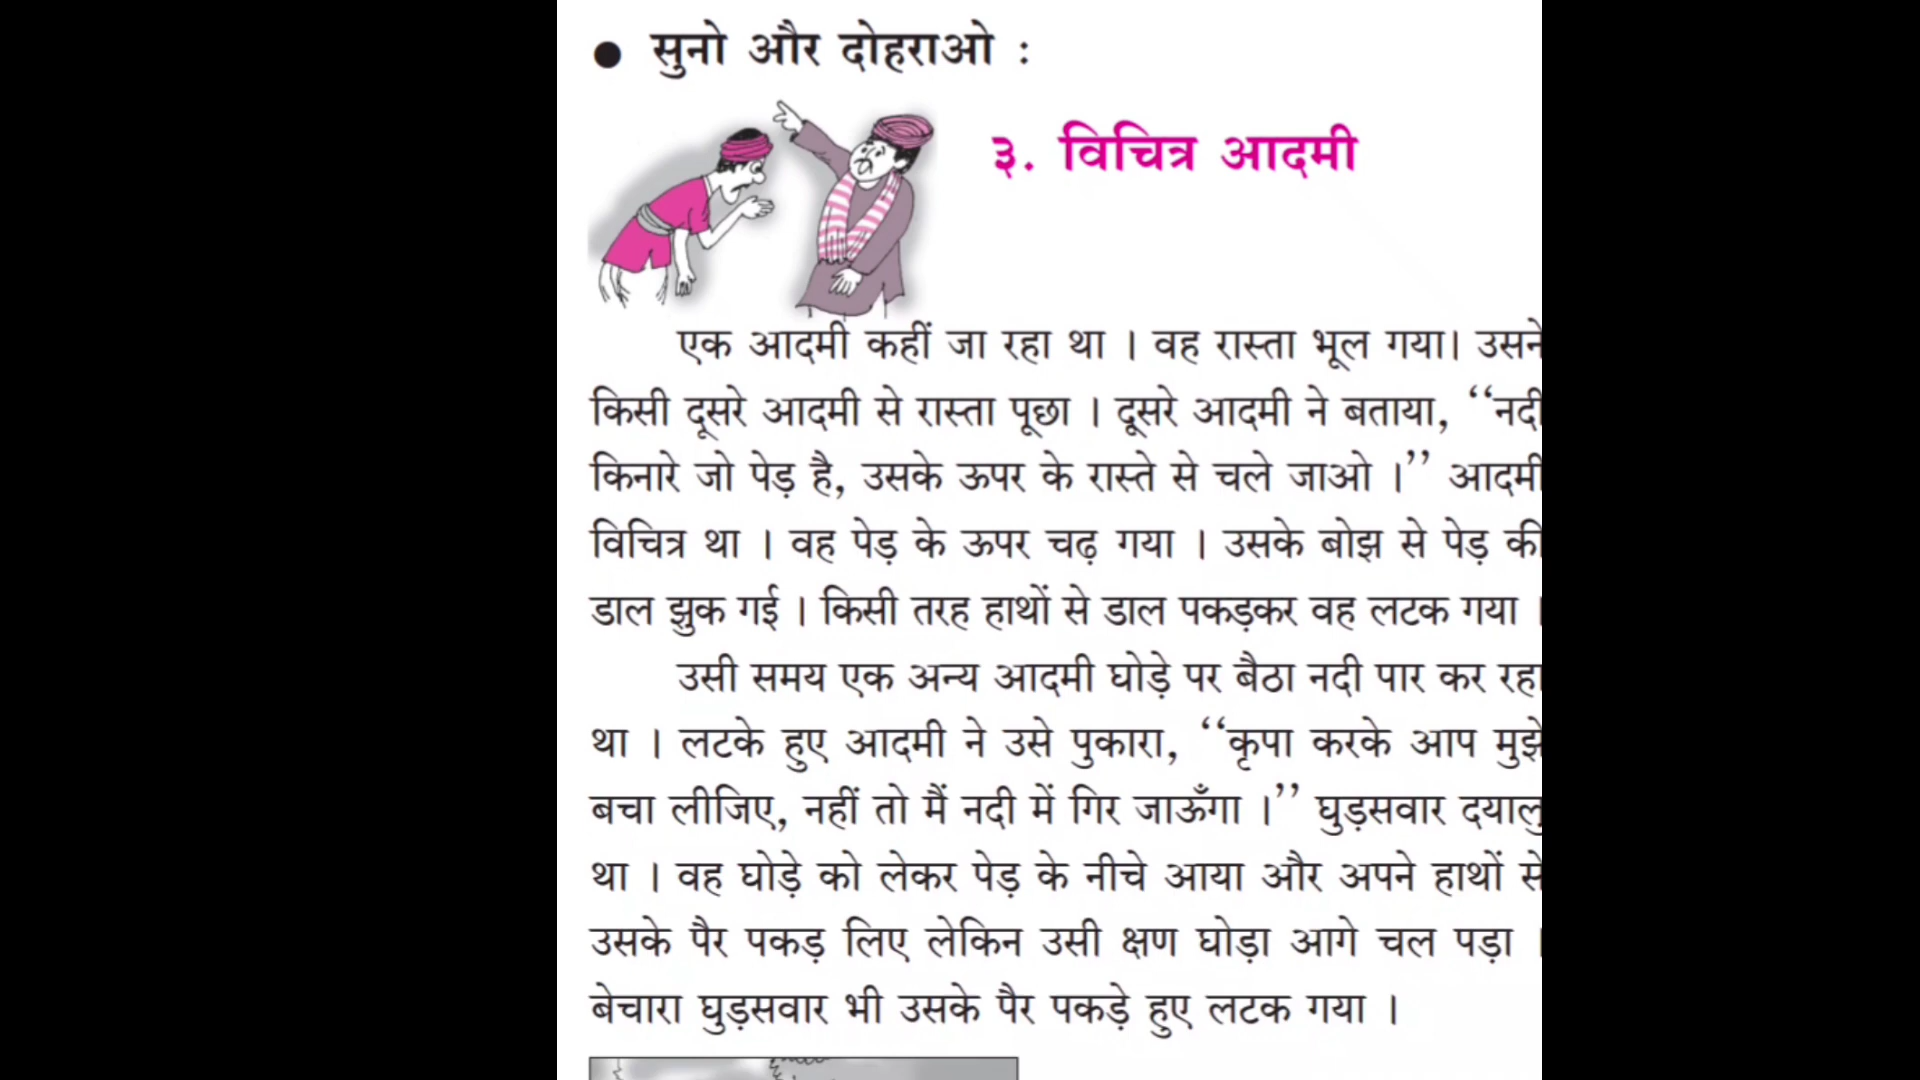 ● सुनो और दोहराओ :
३. विचित्र आदमी
एक आदमी कहीं जा रहा था । वह रास्ता भूल गया। उसने
किसी दूसरे आदमी से रास्ता पूछा । दूसरे आदमी ने बताया, ‘‘नदी
किनारे जो पेड़ है, उसके ऊपर के रास्ते से चले जाओ ।’’ आदमी
विचित्र था । वह पेड़ के ऊपर चढ़ गया । उसके बोझ से पेड़ की
डाल झुक गई । किसी तरह हाथों से डाल पकड़कर वह लटक गया ।
उसी समय एक अन्य आदमी घोड़े पर बैठा नदी पार कर रहा
था । लटके हुए आदमी ने उसे पुकारा, ‘‘कृपा करके आप मुझे
बचा लीजिए, नहीं तो मैं नदी में गिर जाऊँगा ।’’ घुड़सवार दयालु
था । वह घोड़े को लेकर पेड़ के नीचे आया और अपने हाथों से
उसके पैर पकड़ लिए लेकिन उसी क्षण घोड़ा आगे चल पड़ा ।
बेचारा घुड़सवार भी उसके पैर पकड़े हुए लटक गया ।